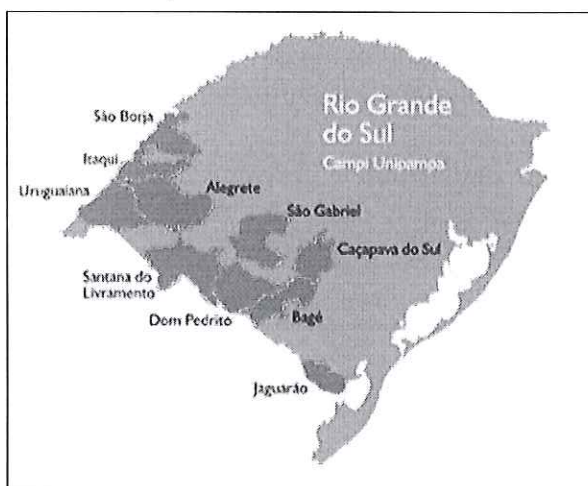 Rio Grande
do Sul
Campi Unipampa
São Borja
Itaqui
Uruguaiana
Alegrete
São Gabriel
Caçapava do Sul
Santana do
Livramento
Dom Pedrito
Bagé
Jaguarão